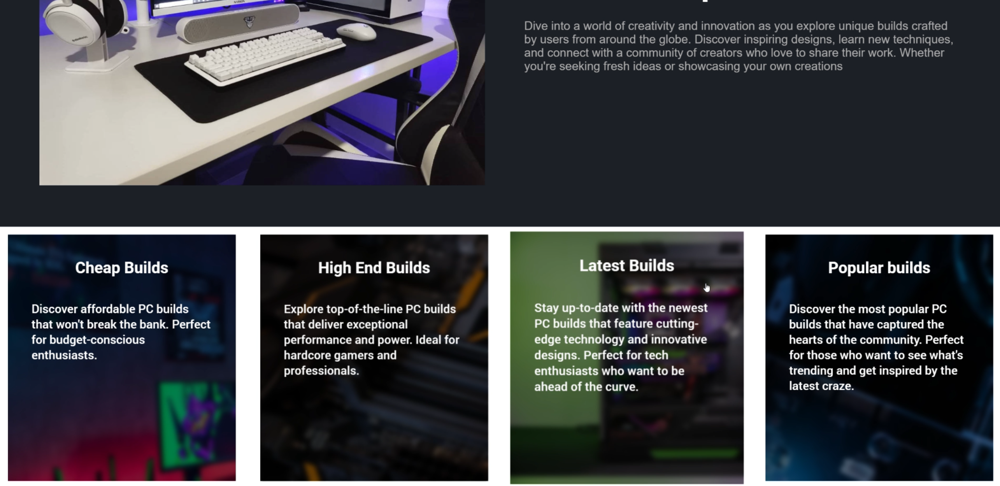 Dive into a world of creativity and innovation as you explore unique builds crafted
by users from around the globe. Discover inspiring designs, learn new techniques,
and connect with a community of creators who love to share their work. Whether
you're seeking fresh ideas or showcasing your own creations
Cheap Builds
Discover affordable PC builds
that won't break the bank. Perfect
for budget-conscious
enthusiasts.
High End Builds
Explore top-of-the-line PC builds
that deliver exceptional
performance and power. Ideal for
hardcore gamers and
professionals.
Latest Builds
Stay up-to-date with the newest
PC builds that feature cutting-
edge technology and innovative
designs. Perfect for tech
enthusiasts who want to be
ahead of the curve.
Popular builds
Discover the most popular PC
builds that have captured the
hearts of the community. Perfect
for those who want to see what's
trending and get inspired by the
latest craze.